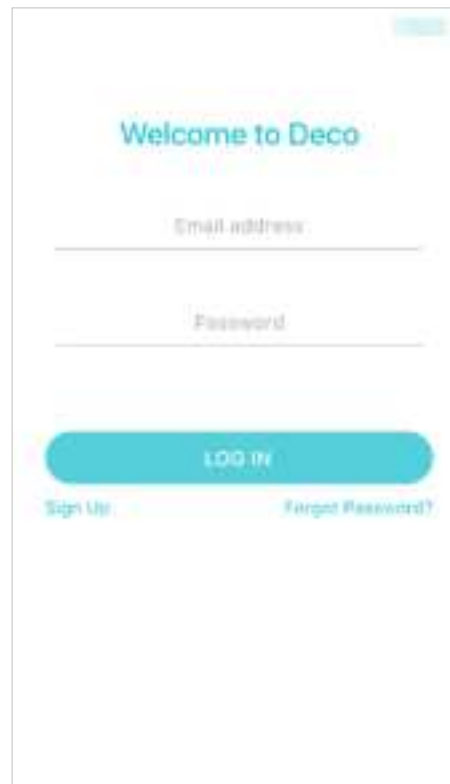 Welcome to Deco
Email address
Password
LOG IN
Sign Up
Forgot Password?